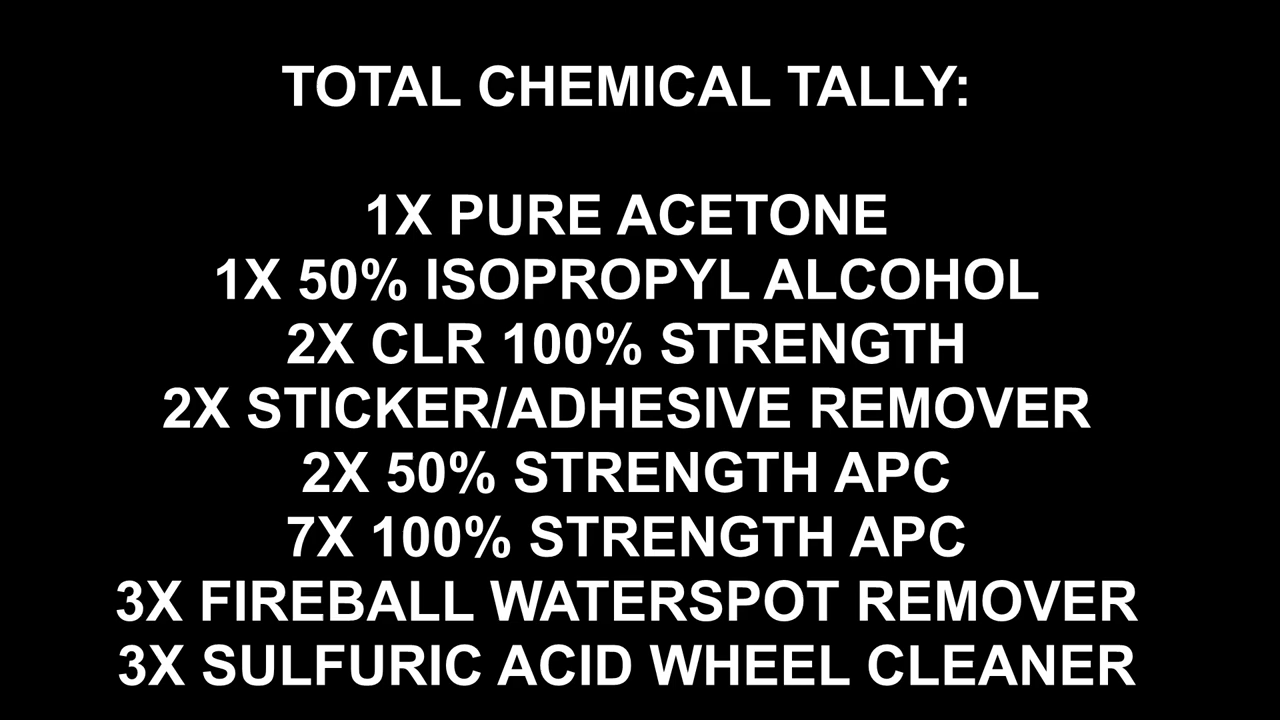 TOTAL CHEMICAL TALLY:
1X PURE ACETONE
1X 50% ISOPROPYL ALCOHOL
2X CLR 100% STRENGTH
2X STICKER/ADHESIVE REMOVER
2X 50% STRENGTH APC
7X 100% STRENGTH APC
3X FIREBALL WATERSPOT REMOVER
3X SULFURIC ACID WHEEL CLEANER